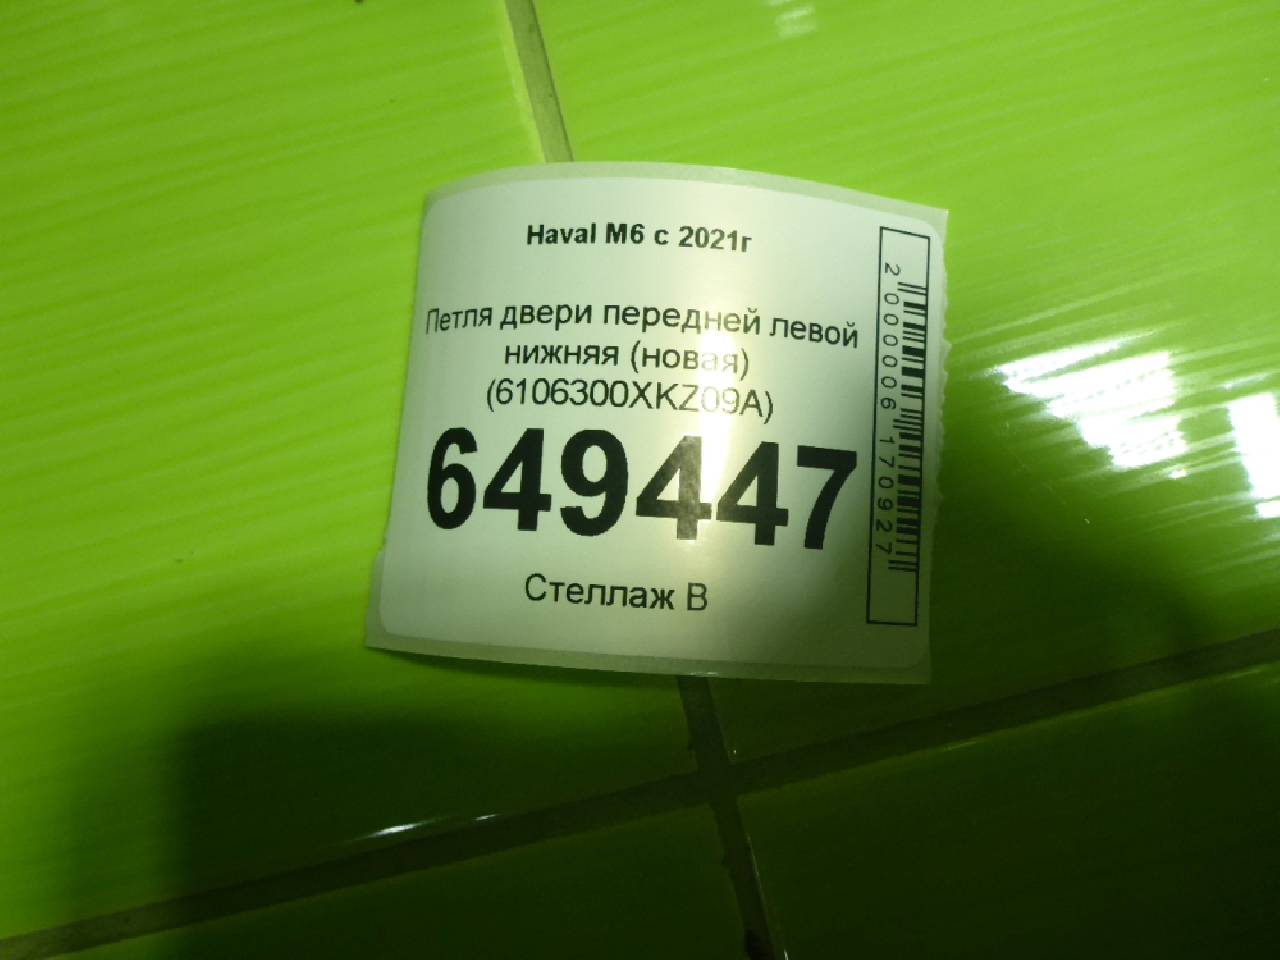 Haval M6 с 2021г
Петля двери передней левой
нижняя (новая)
(6106300XKZ09A)
649447
Стеллаж В
2000006170927